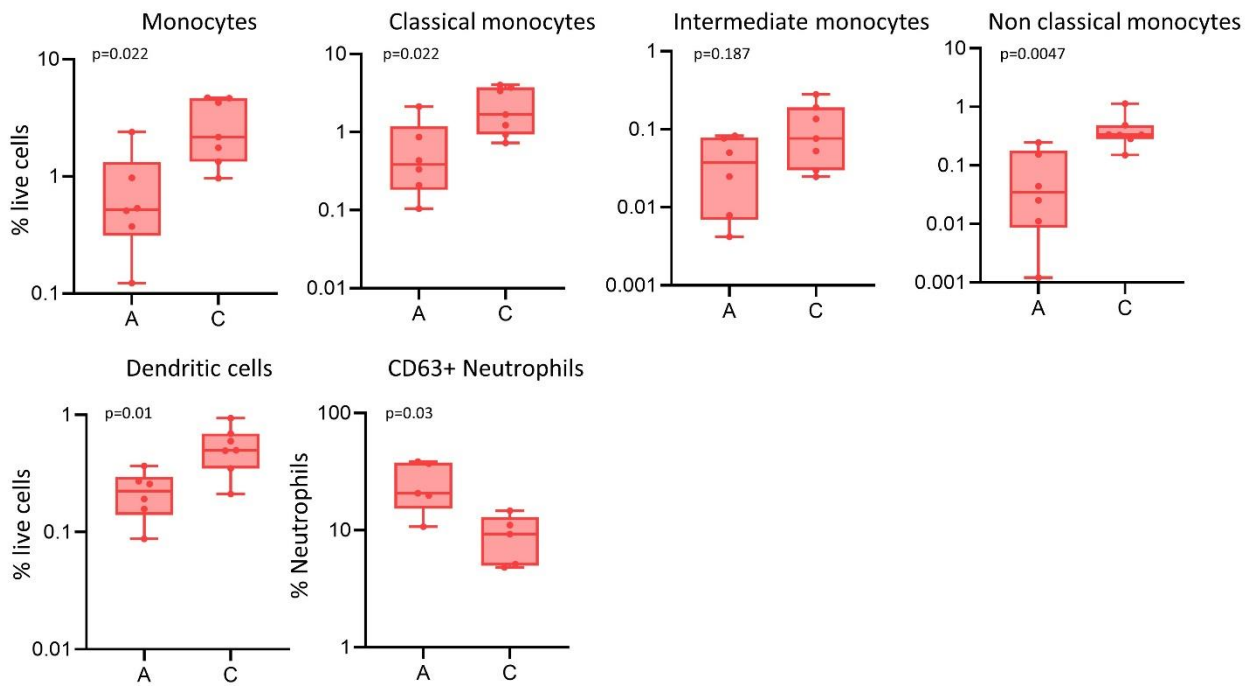 Monocytes
Classical monocytes
Intermediate monocytes
Non classical monocytes
% live cells
10
1
0.1
p=0.022
A
C
10
1
0.1
0.01
p=0.022
A
C
1
0.1
0.01
0.001
p=0.187
A
C
10
1
0.1
0.01
0.001
p=0.0047
A
C
Dendritic cells
CD63+ Neutrophils
% live cells
1
0.1
0.01
p=0.01
A
C
% Neutrophils
100
10
1
p=0.03
A
C